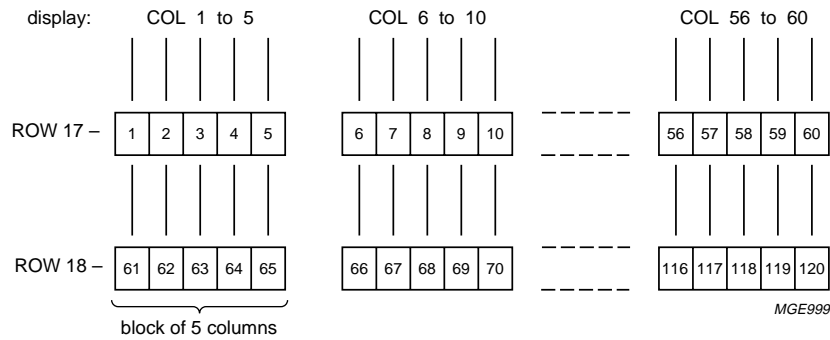 display: COL 1 to 5 COL 6 to 10 COL 56 to 60
ROW 17 – 1 2 3 4 5 6 7 8 9 10 56 57 58 59 60
ROW 18 – 61 62 63 64 65 66 67 68 69 70 116 117 118 119 120
MGE999
block of 5 columns